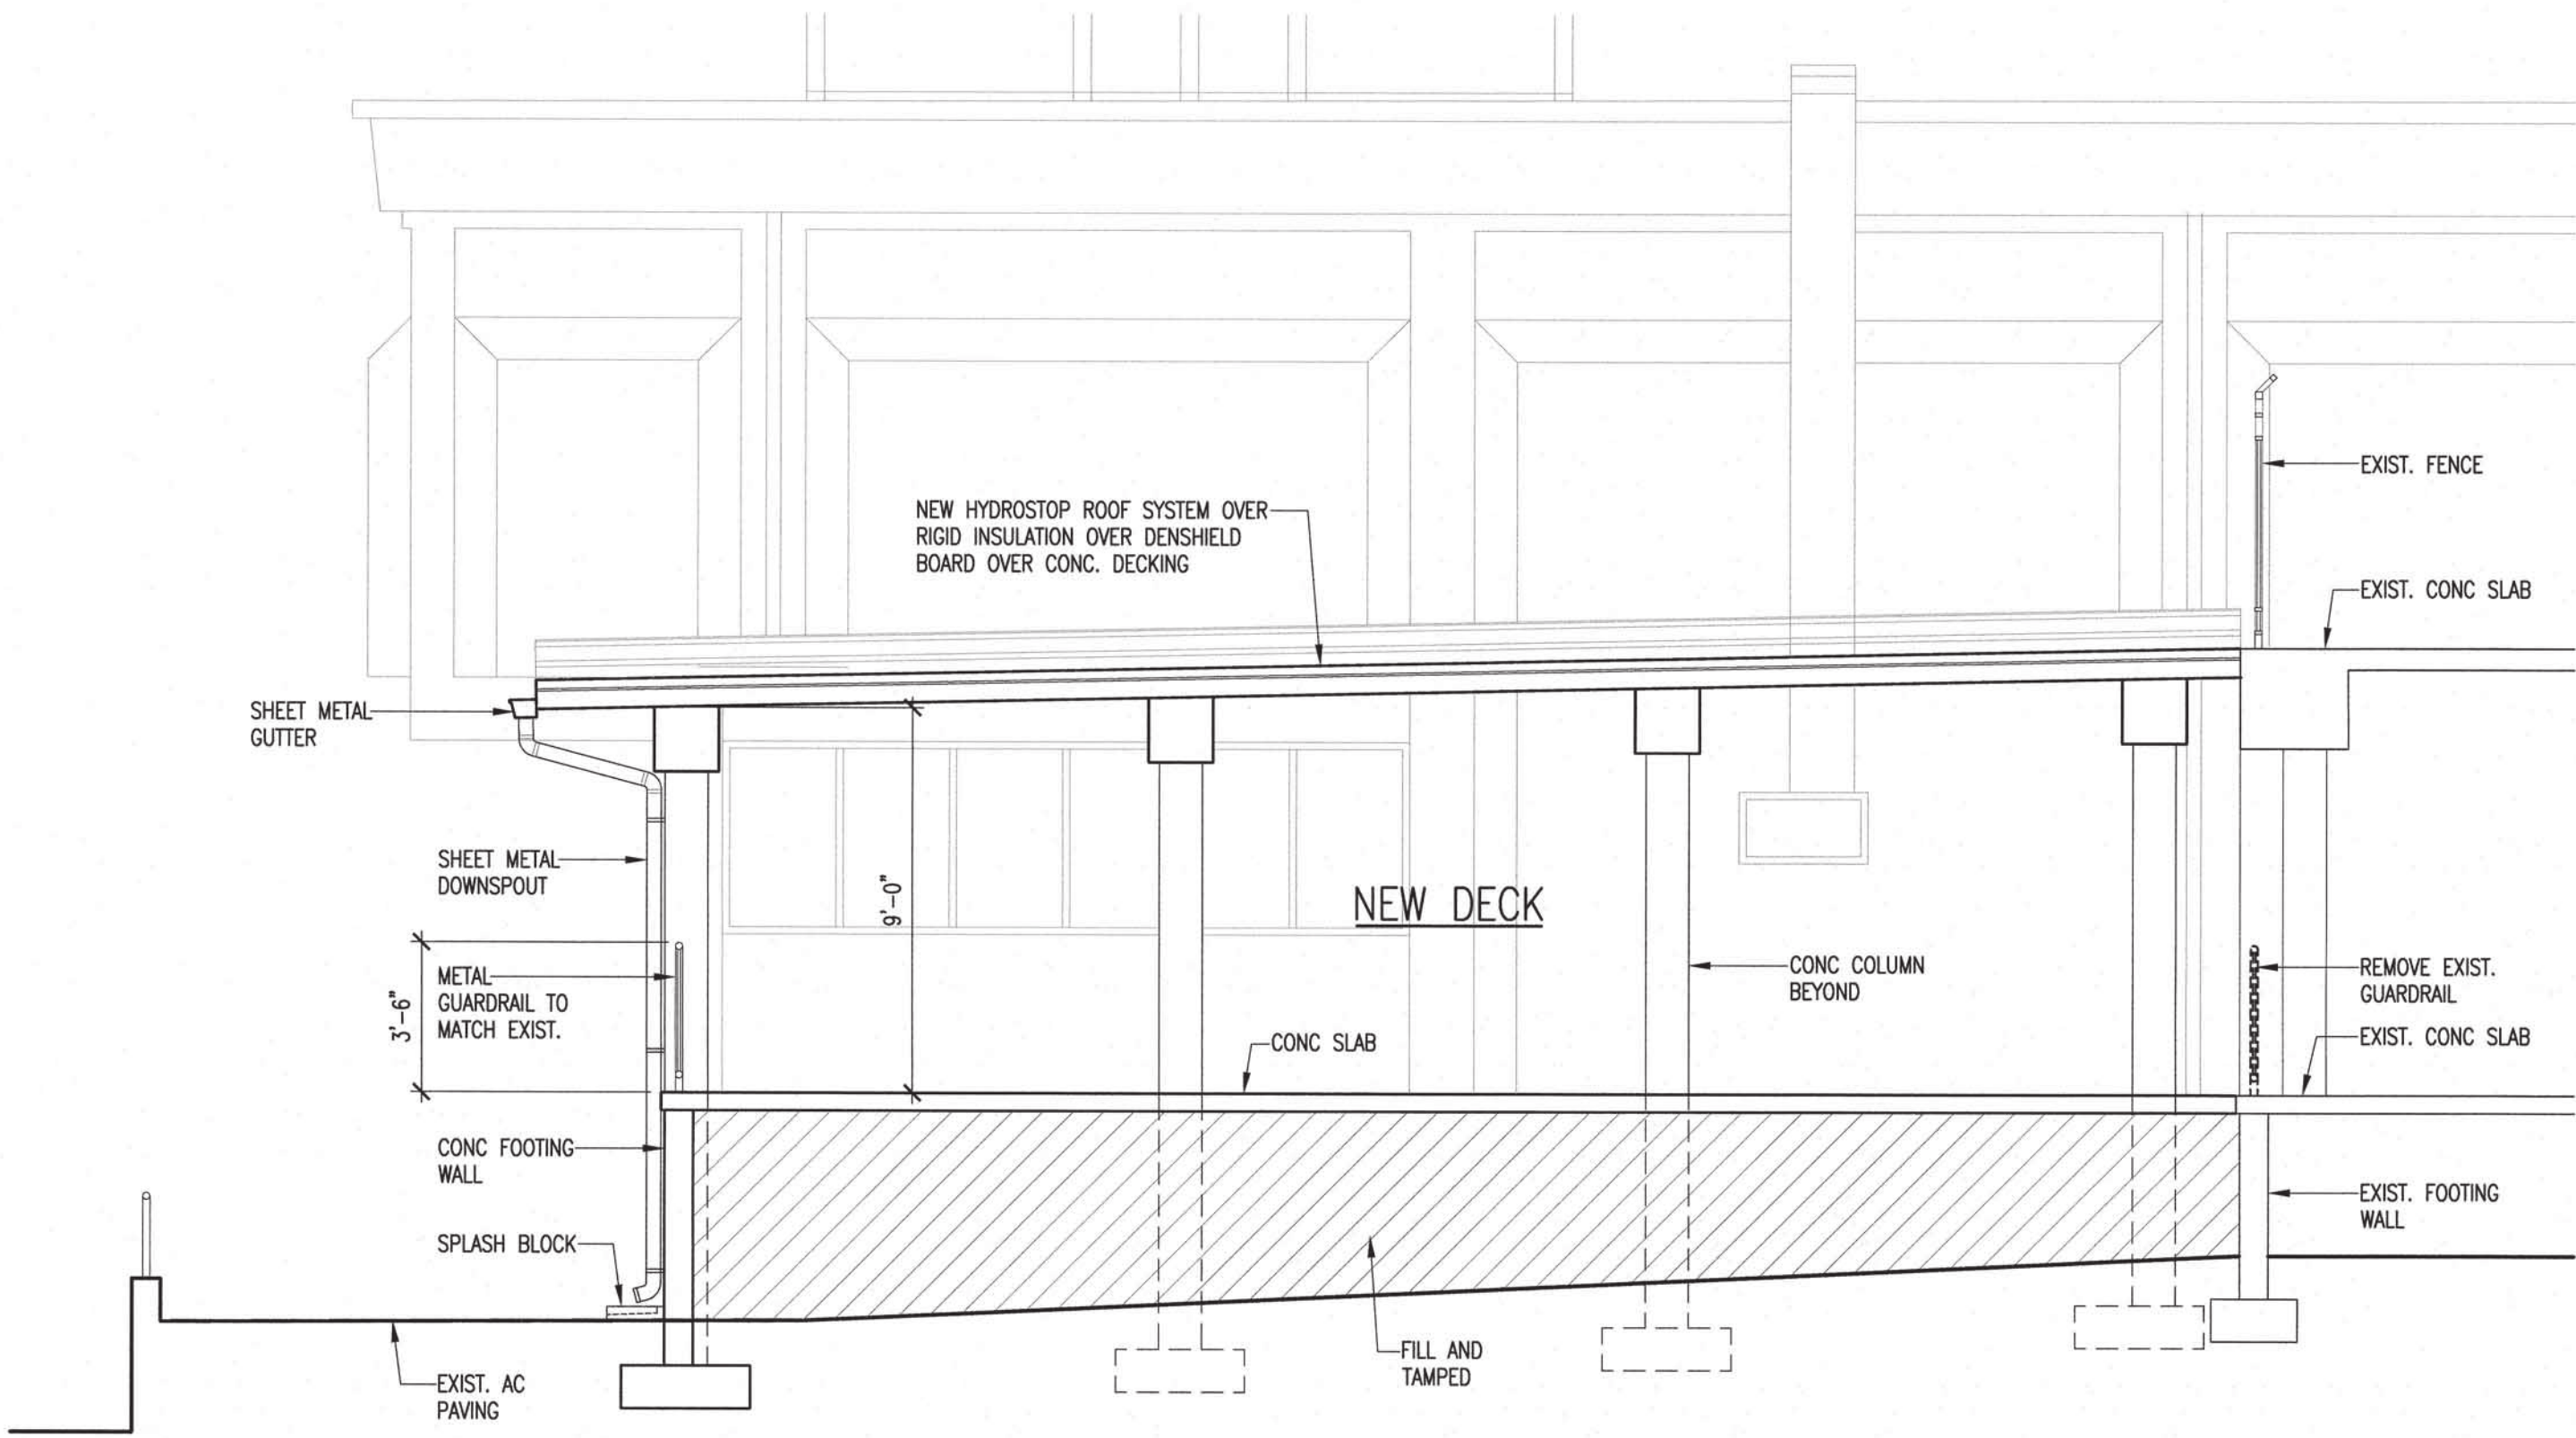 EXIST. FENCE
NEW HYDROSTOP ROOF SYSTEM OVER
RIGID INSULATION OVER DENSHIELD
BOARD OVER CONC. DECKING
EXIST. CONC SLAB
SHEET METAL
GUTTER
SHEET METAL
DOWNSPOUT
9'-0"
NEW DECK
METAL
GUARDRAIL TO
MATCH EXIST.
3'-6"
CONC COLUMN
BEYOND
REMOVE EXIST.
GUARDRAIL
CONC SLAB
EXIST. CONC SLAB
CONC FOOTING
WALL
EXIST. FOOTING
WALL
SPLASH BLOCK
FILL AND
TAMPED
EXIST. AC
PAVING